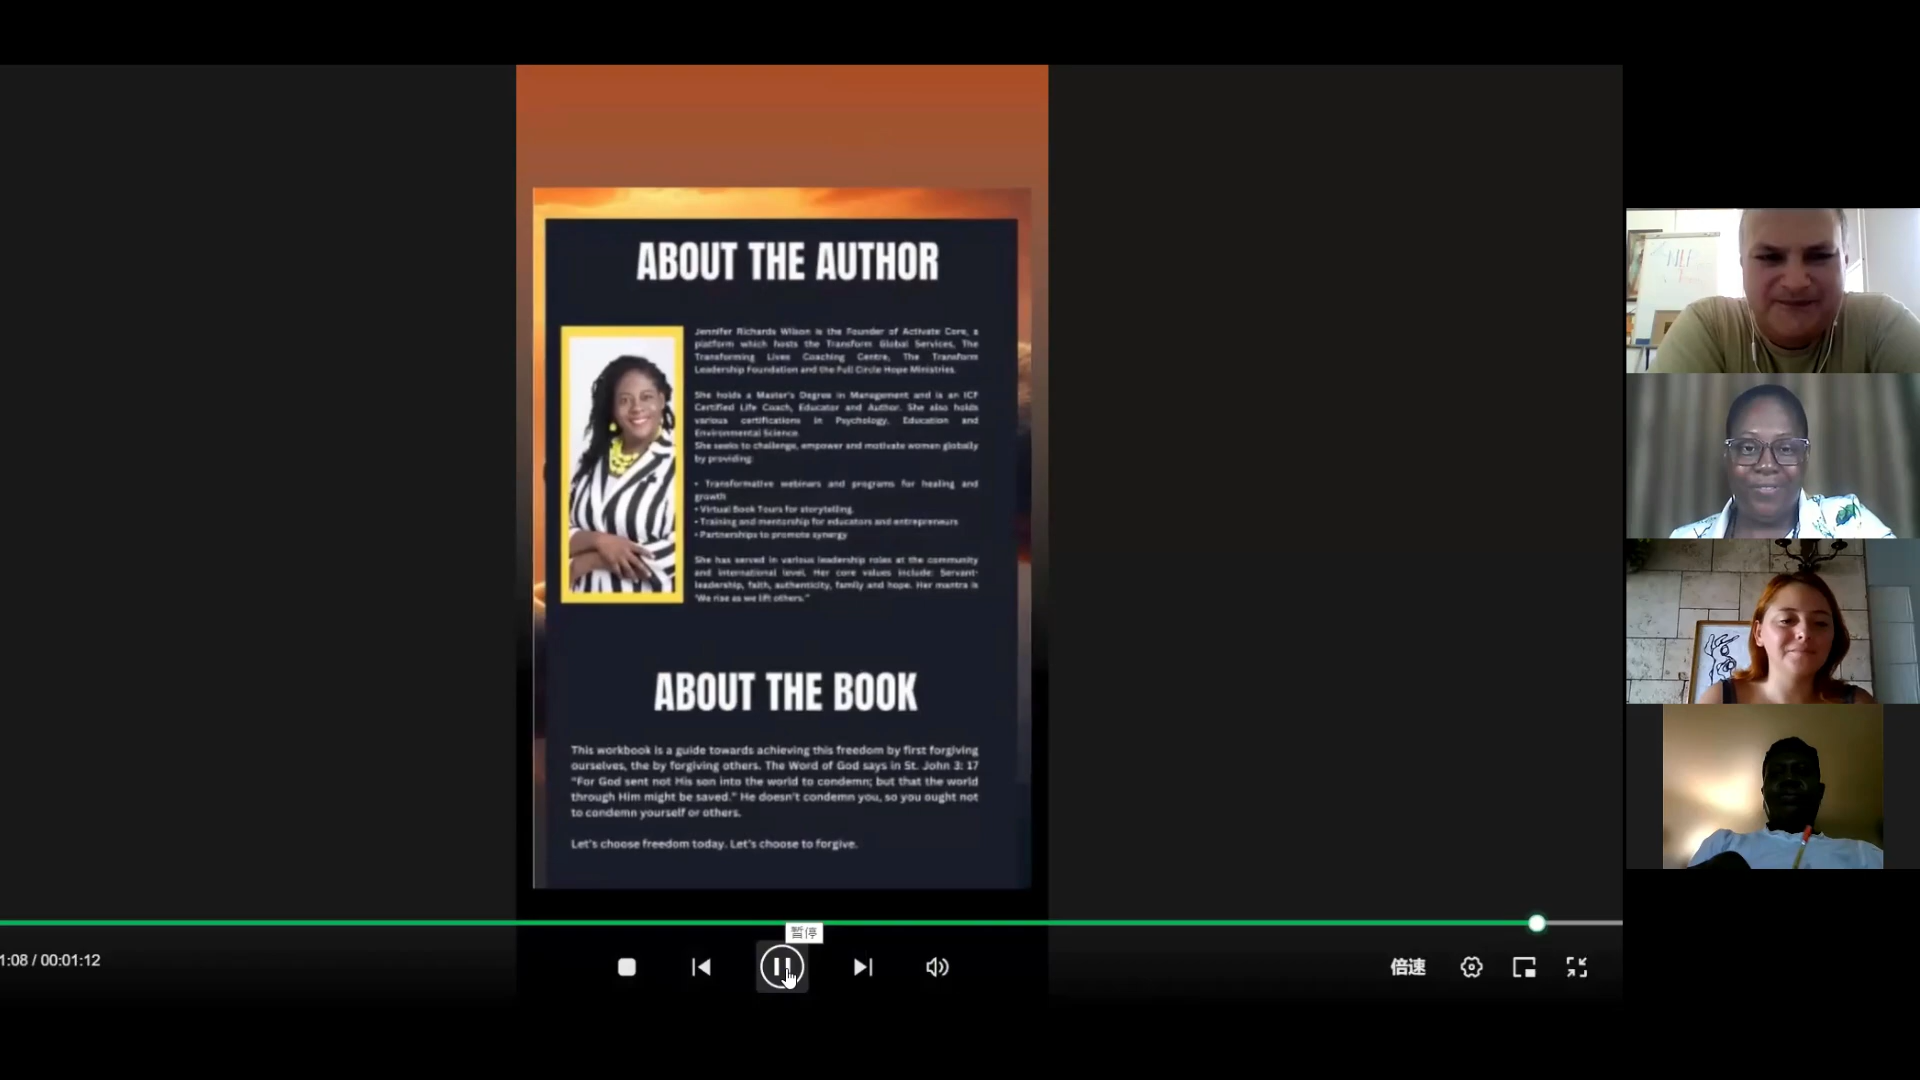 ABOUT THE AUTHOR
Jennifer Richards Wilson is the Founder of Activate Core, a
platform which hosts the Transform Global Services, The
Transforming Lives Coaching Centre, The Transform
Leadership Foundation and the Full Circle Hope Ministries.
She holds a Master's Degree in Management and is an ICF
Certified Life Coach, Educator and Author. She also holds
various certifications in Psychology, Education and
Environmental Science.
She seeks to challenge, empower and motivate women globally
by providing:
• Transformative webinars and programs for healing and
growth
• Virtual Book Tours for storytelling.
• Training and mentorship for educators and entrepreneurs
• Partnerships to promote synergy
She has served in various leadership roles at the community
and international level. Her core values include: Servant-
leadership, faith, authenticity, family and hope. Her mantra is
"We rise as we lift others."
ABOUT THE BOOK
This workbook is a guide towards achieving this freedom by first forgiving
ourselves, the by forgiving others. The Word of God says in St. John 3: 17
"For God sent not His son into the world to condemn; but that the world
through Him might be saved." He doesn't condemn you, so you ought not
to condemn yourself or others.
Let's choose freedom today. Let's choose to forgive.
暂停
1:08 / 00:01:12
倍速
NLP